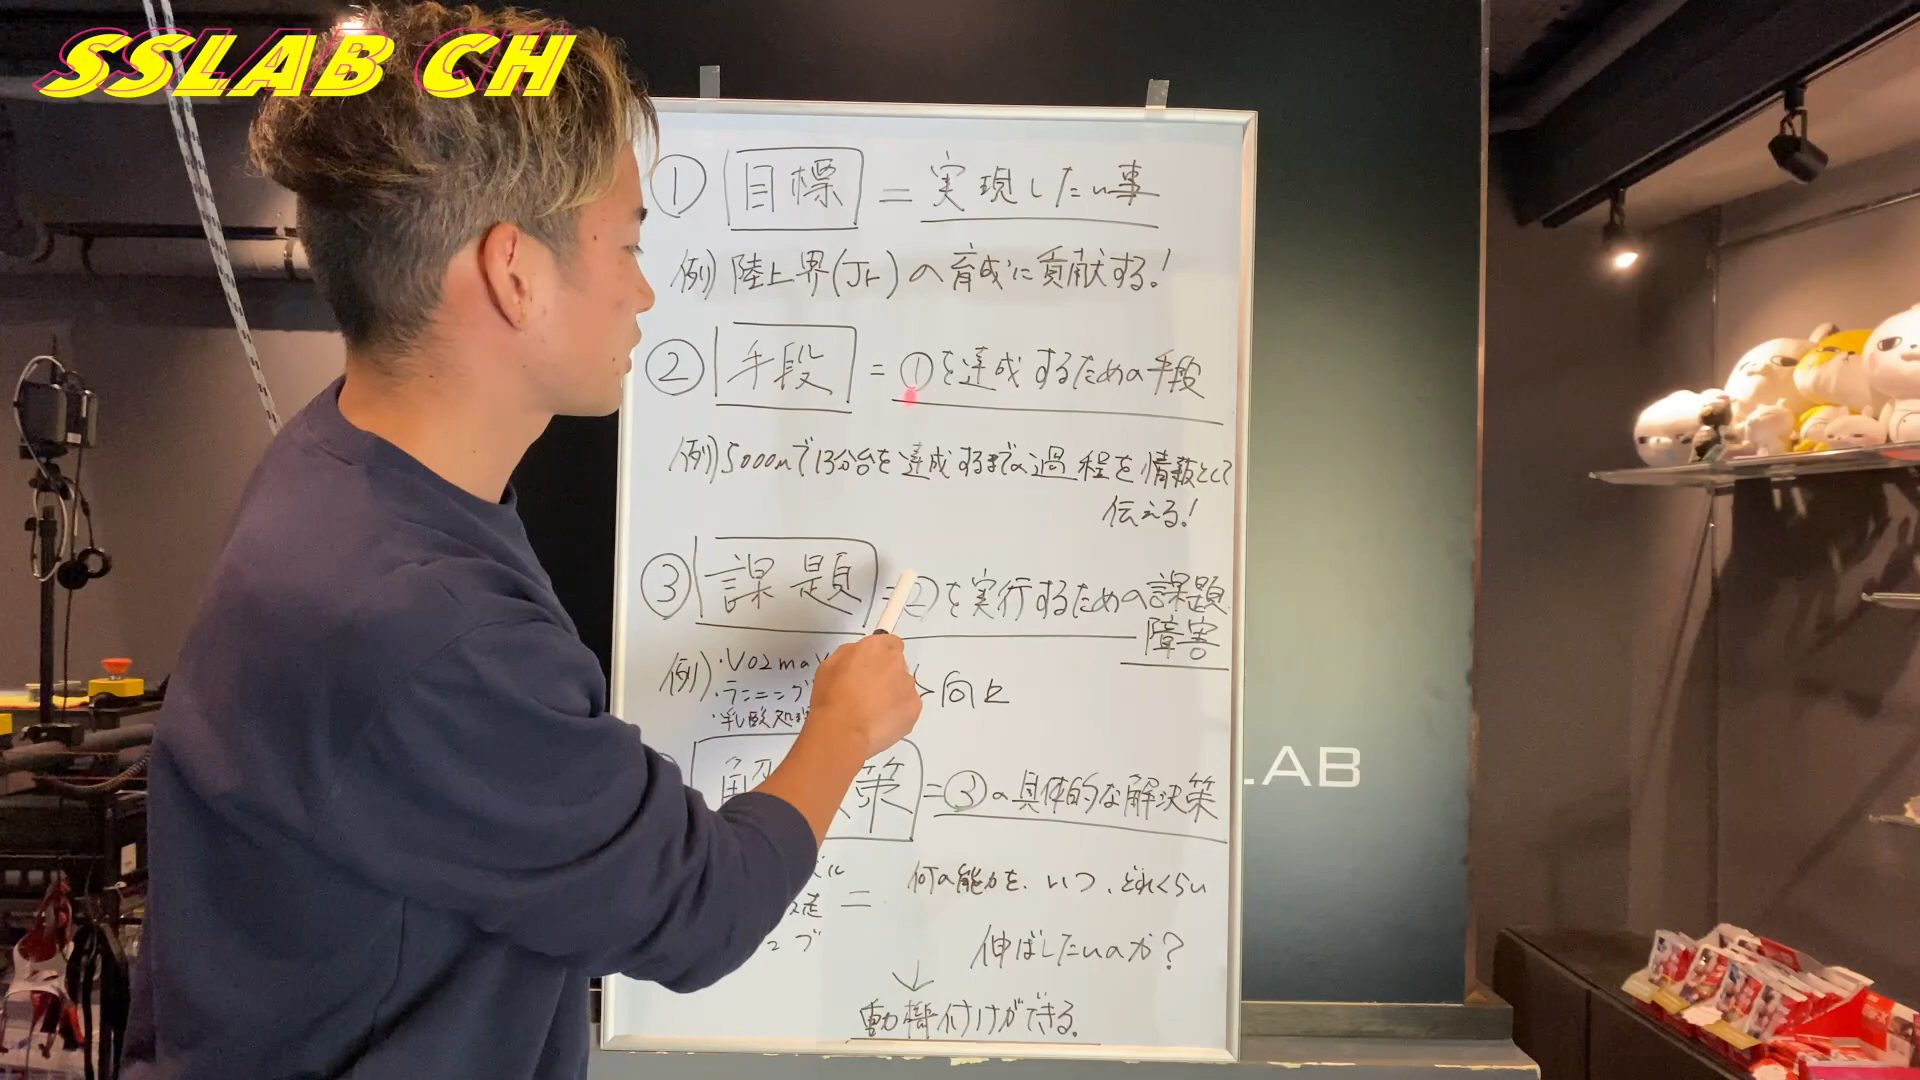 SSLAB CH
① 目標 = 実現したい事
例) 陸上界(Jr)の育成に貢献する!
② 手段 = ①を達成するための手段
例) 5000mで13分台を達成するまでの過程を情報として
伝える!
③ 課題 = ②を実行するための課題
障害
例)・VO2ma
・ランニング
・乳酸処理
向上
解 策 = ③の具体的な解決策
何の能力を、いつ、どれくらい
走 =
伸ばしたいのか?
↓
動機付けができる。
LAB